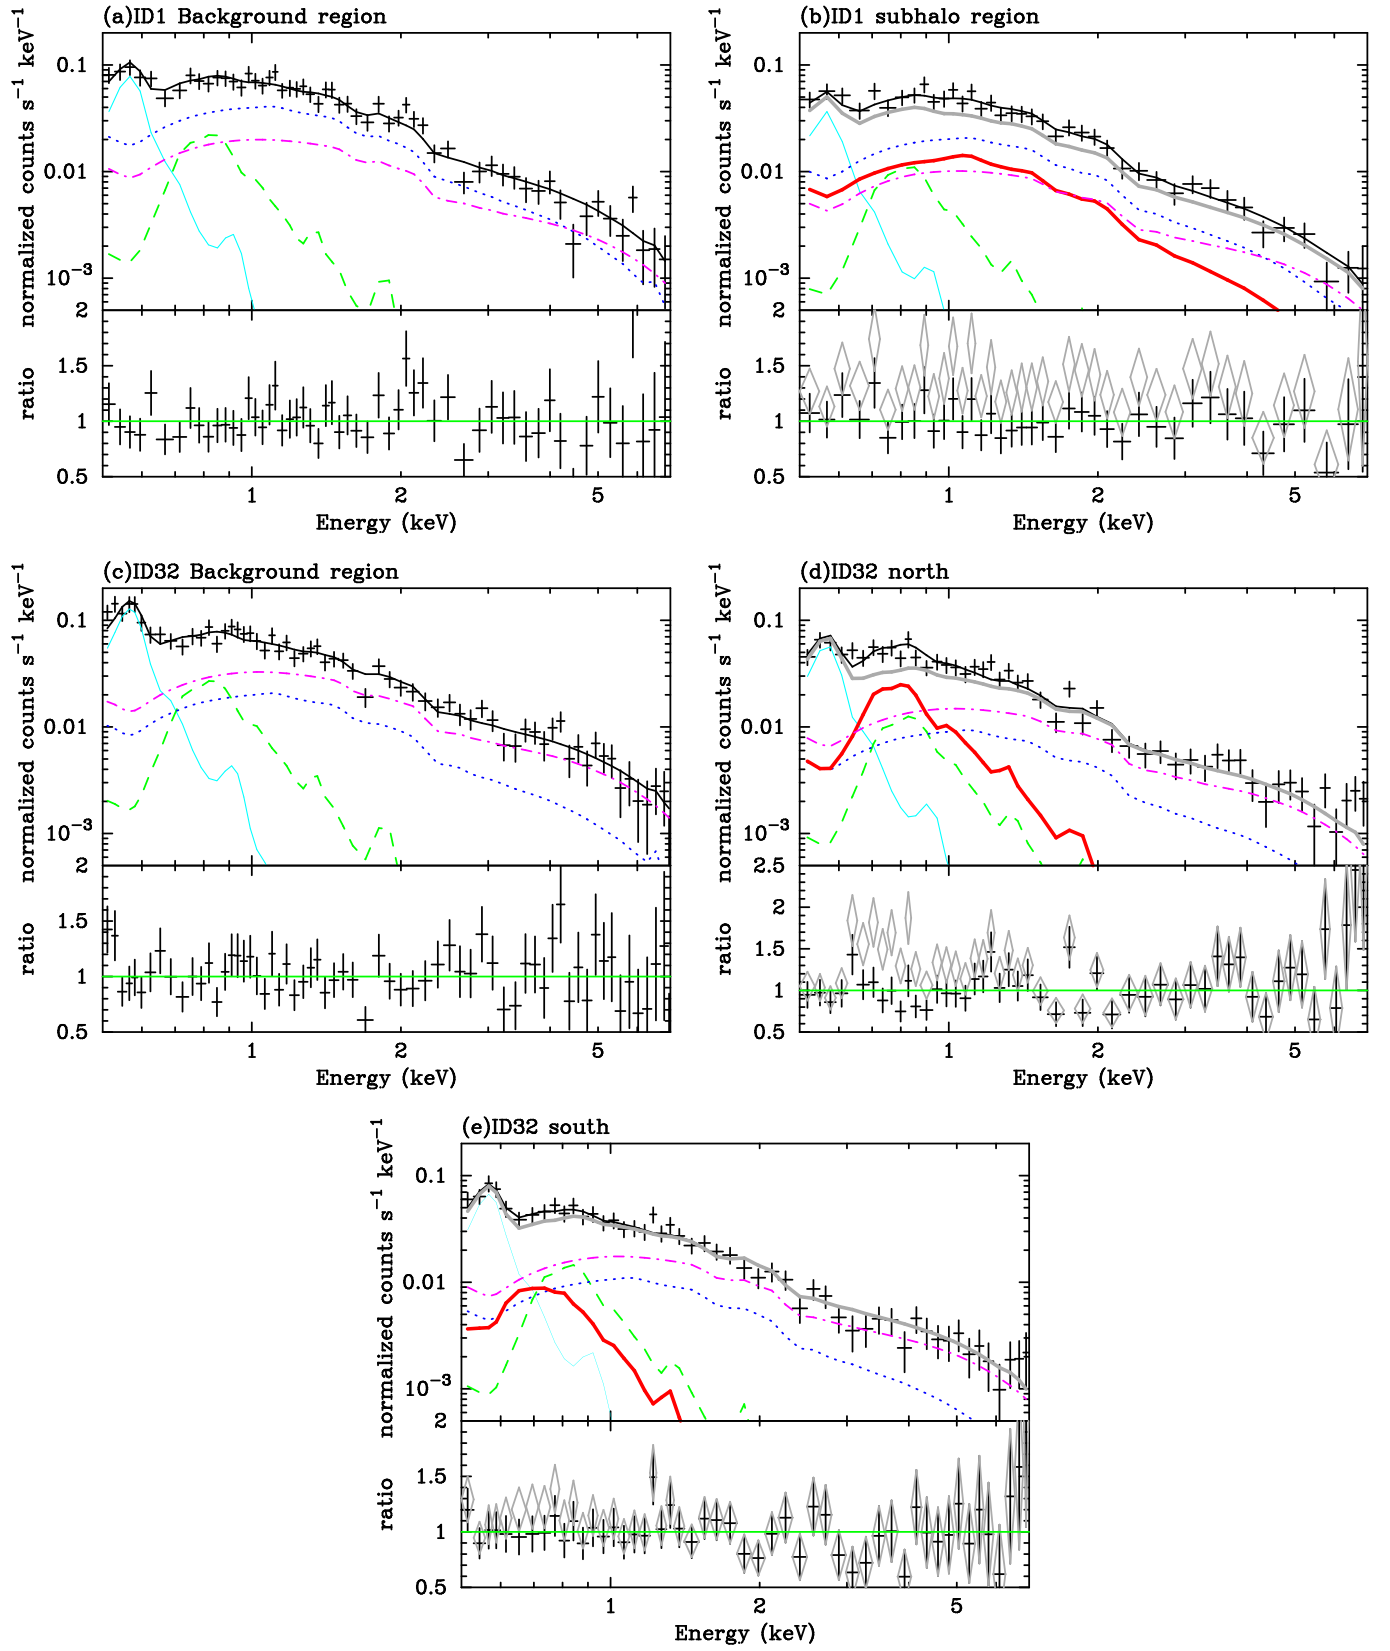 (a)ID1 Background region
normalized counts s⁻¹ keV⁻¹
0.1
0.01
10⁻³
2
ratio
1.5
1
0.5
1
2
5
Energy (keV)
(b)ID1 subhalo region
normalized counts s⁻¹ keV⁻¹
0.1
0.01
10⁻³
2
ratio
1.5
1
0.5
1
2
5
Energy (keV)
(c)ID32 Background region
normalized counts s⁻¹ keV⁻¹
0.1
0.01
10⁻³
2
ratio
1.5
1
0.5
1
2
5
Energy (keV)
(d)ID32 north
normalized counts s⁻¹ keV⁻¹
0.1
0.01
10⁻³
2.5
2
ratio
1.5
1
0.5
1
2
5
Energy (keV)
(e)ID32 south
normalized counts s⁻¹ keV⁻¹
0.1
0.01
10⁻³
2
ratio
1.5
1
0.5
1
2
5
Energy (keV)